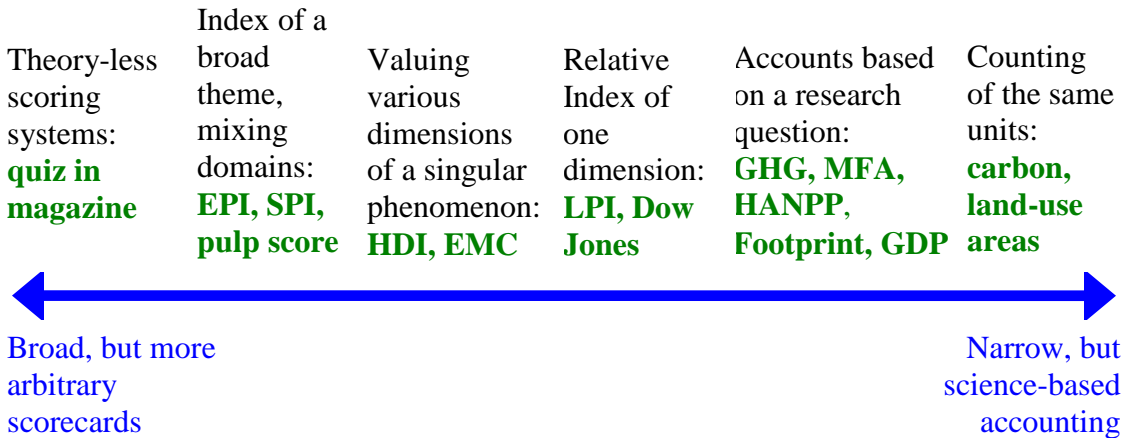 Theory-less
scoring
systems:
quiz in
magazine
Index of a
broad
theme,
mixing
domains:
EPI, SPI,
pulp score
Valuing
various
dimensions
of a singular
phenomenon:
HDI, EMC
Relative
Index of
one
dimension:
LPI, Dow
Jones
Accounts based
on a research
question:
GHG, MFA,
HANPP,
Footprint, GDP
Counting
of the same
units:
carbon,
land-use
areas
Broad, but more
arbitrary
scorecards
Narrow, but
science-based
accounting